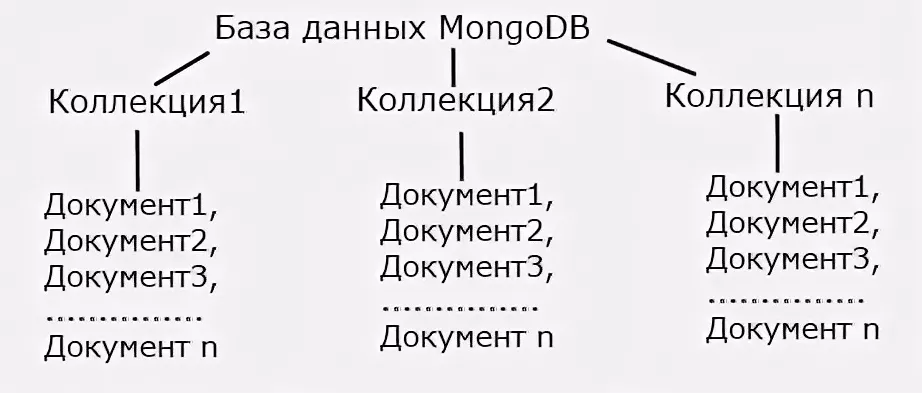 База данных MongoDB
Коллекция1
Коллекция2
Коллекция n
Документ1,
Документ2,
Документ3,
...............
Документ n
Документ1,
Документ2,
Документ3,
...............
Документ n
Документ1,
Документ2,
Документ3,
...............
Документ n